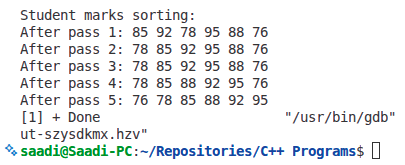 Student marks sorting:
After pass 1: 85 92 78 95 88 76
After pass 2: 78 92 85 95 88 76
After pass 3: 78 85 92 95 88 76
After pass 4: 78 85 88 92 95 76
After pass 5: 76 78 85 88 92 95
[1] + Done "/usr/bin/gdb"
ut-szysdkmx.hzv"
saadi@Saadi-PC:~/Repositories/C++ Programs$